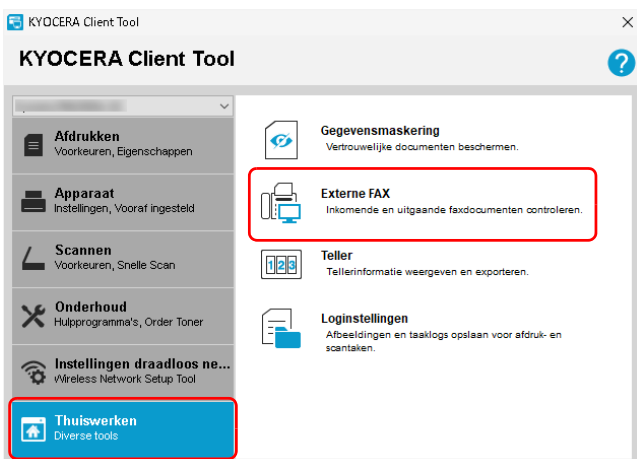 KYOCERA Client Tool
KYOCERA Client Tool
?
Afdrukken
Voorkeuren, Eigenschappen
Apparaat
Instellingen, Vooraf ingesteld
Scannen
Voorkeuren, Snelle Scan
Onderhoud
Hulpprogramma's, Order Toner
Instellingen draadloos ne...
Wireless Network Setup Tool
Thuiswerken
Diverse tools
Gegevensmaskering
Vertrouwelijke documenten beschermen.
Externe FAX
Inkomende en uitgaande faxdocumenten controleren.
123
Teller
Tellerinformatie weergeven en exporteren.
Loginstellingen
Afbeeldingen en taaklogs opslaan voor afdruk- en
scantaken.